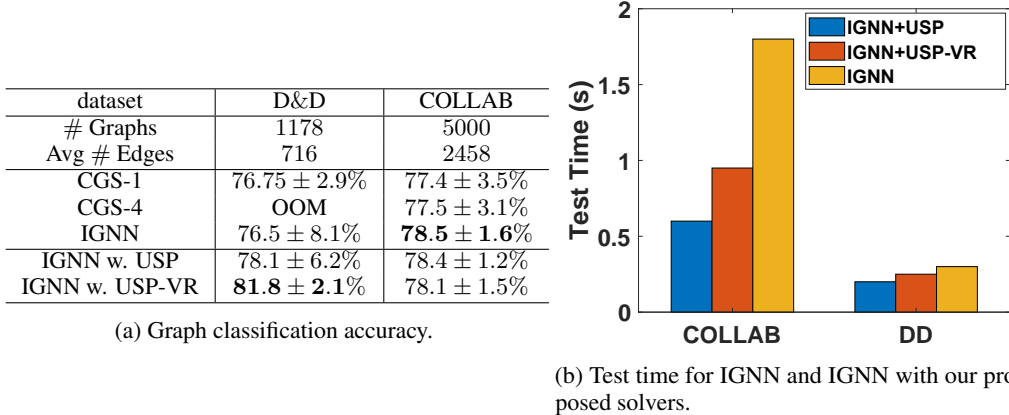 dataset D&D COLLAB
# Graphs 1178 5000
Avg # Edges 716 2458
CGS-1 76.75 ± 2.9% 77.4 ± 3.5%
CGS-4 OOM 77.5 ± 3.1%
IGNN 76.5 ± 8.1% 78.5 ± 1.6%
IGNN w. USP 78.1 ± 6.2% 78.4 ± 1.2%
IGNN w. USP-VR 81.8 ± 2.1% 78.1 ± 1.5%
(a) Graph classification accuracy.
2
1.5
1
0.5
0
Test Time (s)
IGNN+USP
IGNN+USP-VR
IGNN
COLLAB DD
(b) Test time for IGNN and IGNN with our pro
posed solvers.